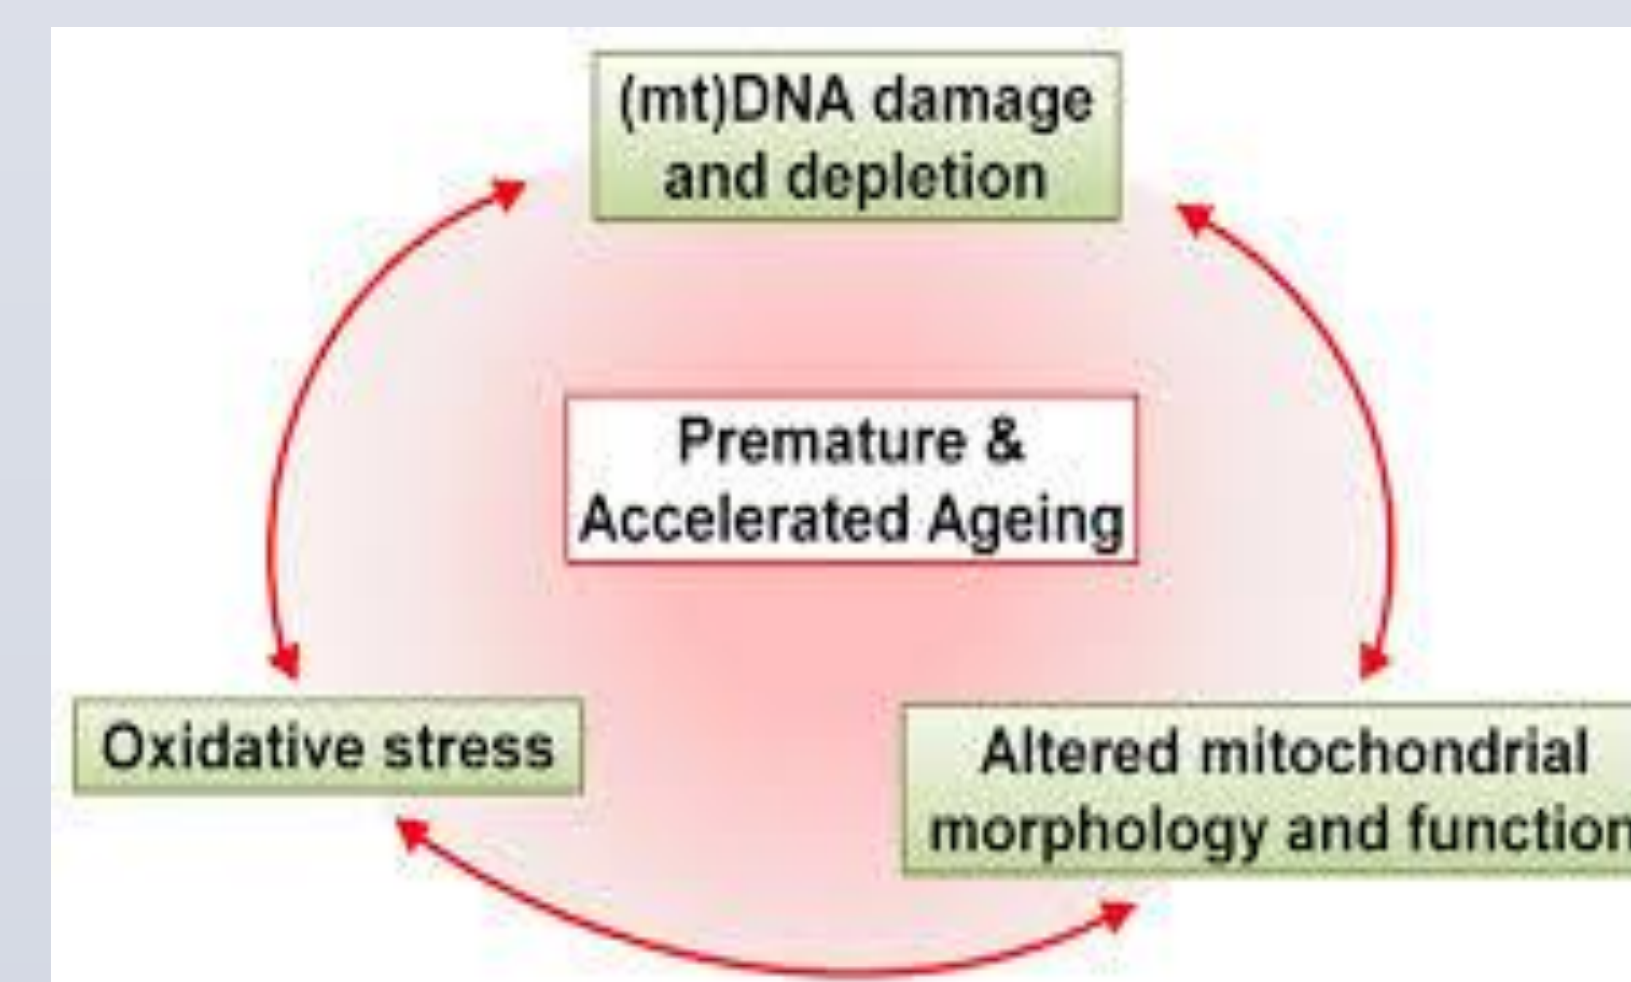 (mt)DNA damage
and depletion
Premature &
Accelerated Ageing
Oxidative stress
Altered mitochondrial
morphology and function